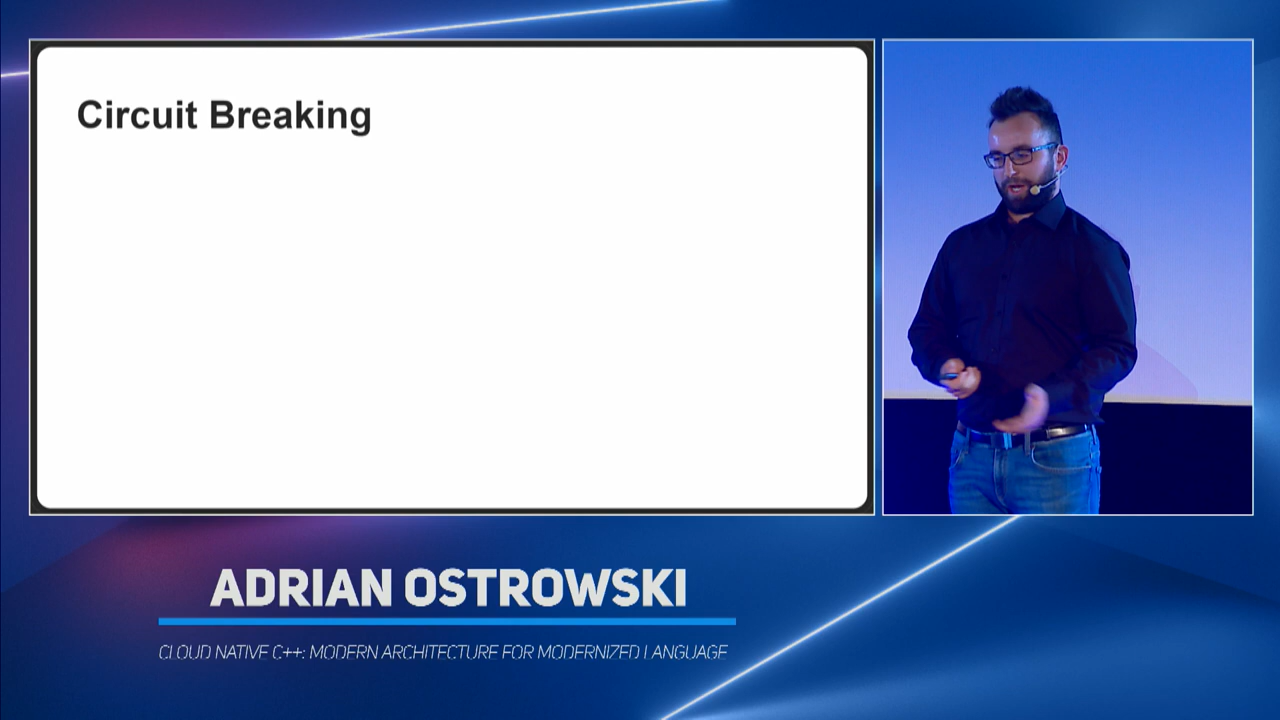 Circuit Breaking
ADRIAN OSTROWSKI
CLOUD NATIVE C++: MODERN ARCHITECTURE FOR MODERNIZED LANGUAGE